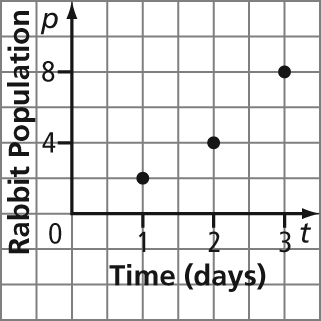 p
Rabbit Population
8
4
0
1 2 3 t
Time (days)